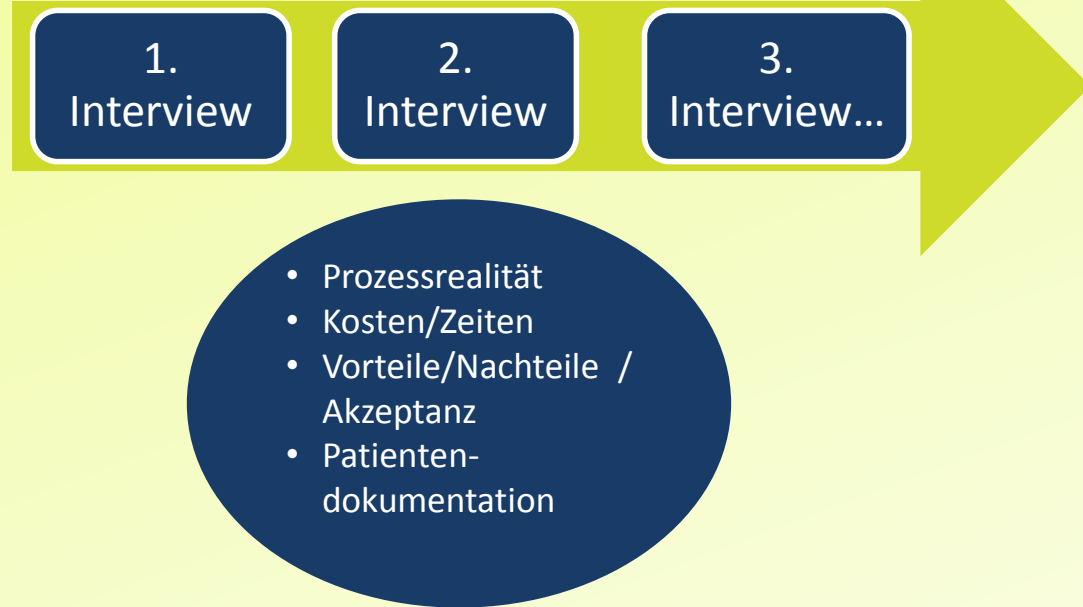 1.
Interview
2.
Interview
3.
Interview…
• Prozessrealität
• Kosten/Zeiten
• Vorteile/Nachteile /
Akzeptanz
• Patienten-
dokumentation